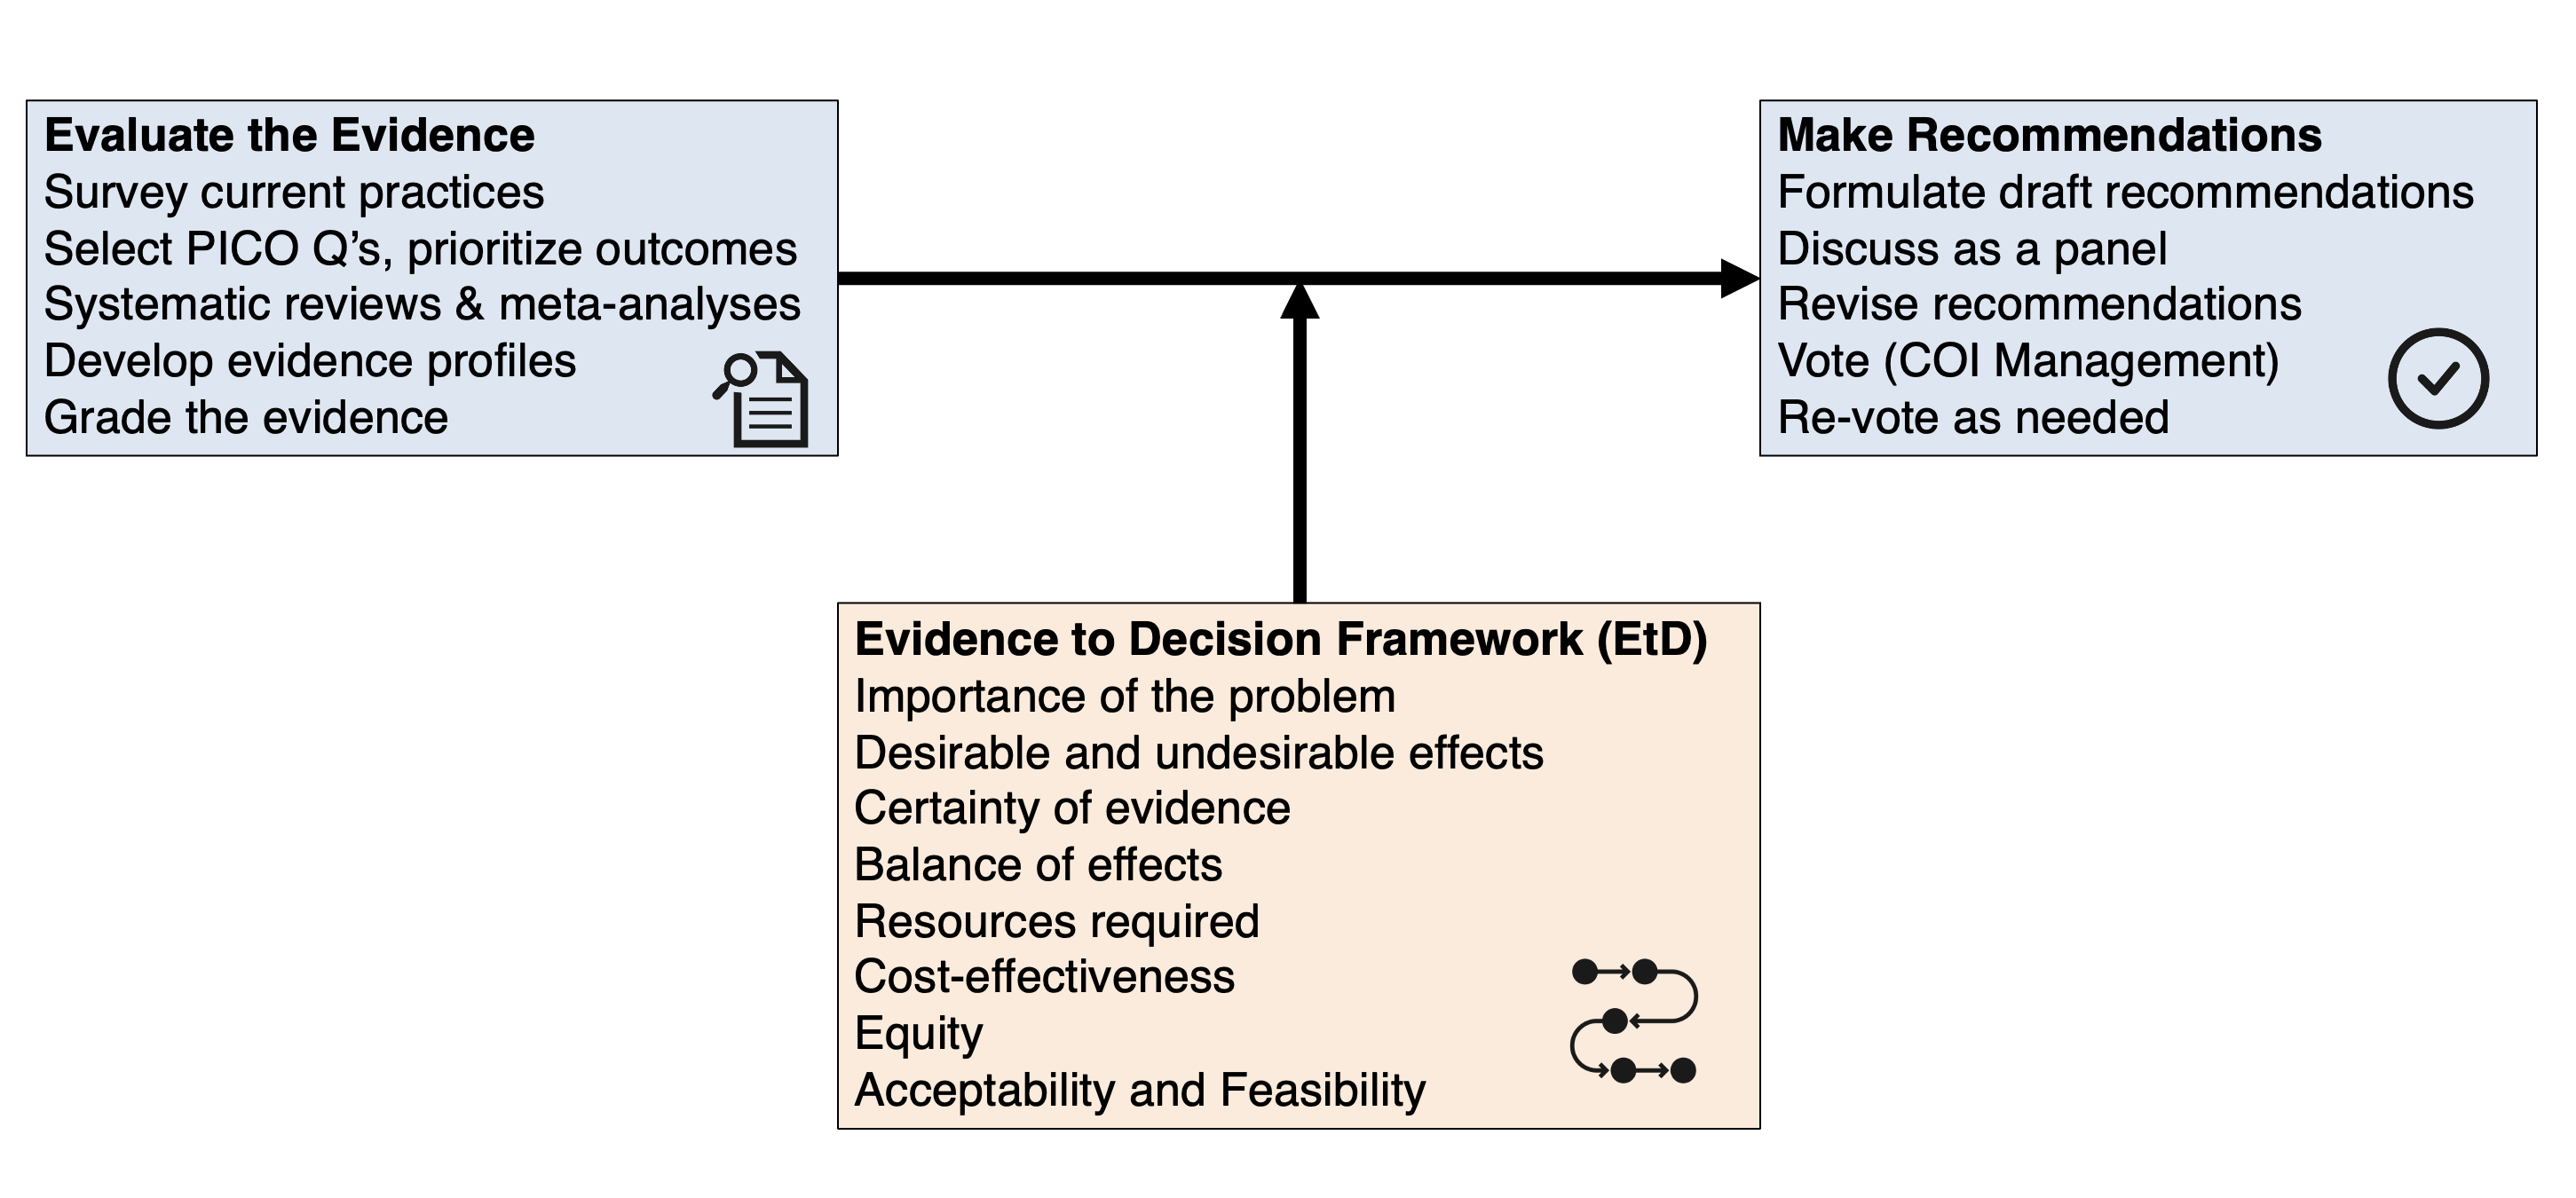 Evaluate the Evidence
Survey current practices
Select PICO Q’s, prioritize outcomes
Systematic reviews & meta-analyses
Develop evidence profiles
Grade the evidence
Make Recommendations
Formulate draft recommendations
Discuss as a panel
Revise recommendations
Vote (COI Management)
Re-vote as needed
Evidence to Decision Framework (EtD)
Importance of the problem
Desirable and undesirable effects
Certainty of evidence
Balance of effects
Resources required
Cost-effectiveness
Equity
Acceptability and Feasibility